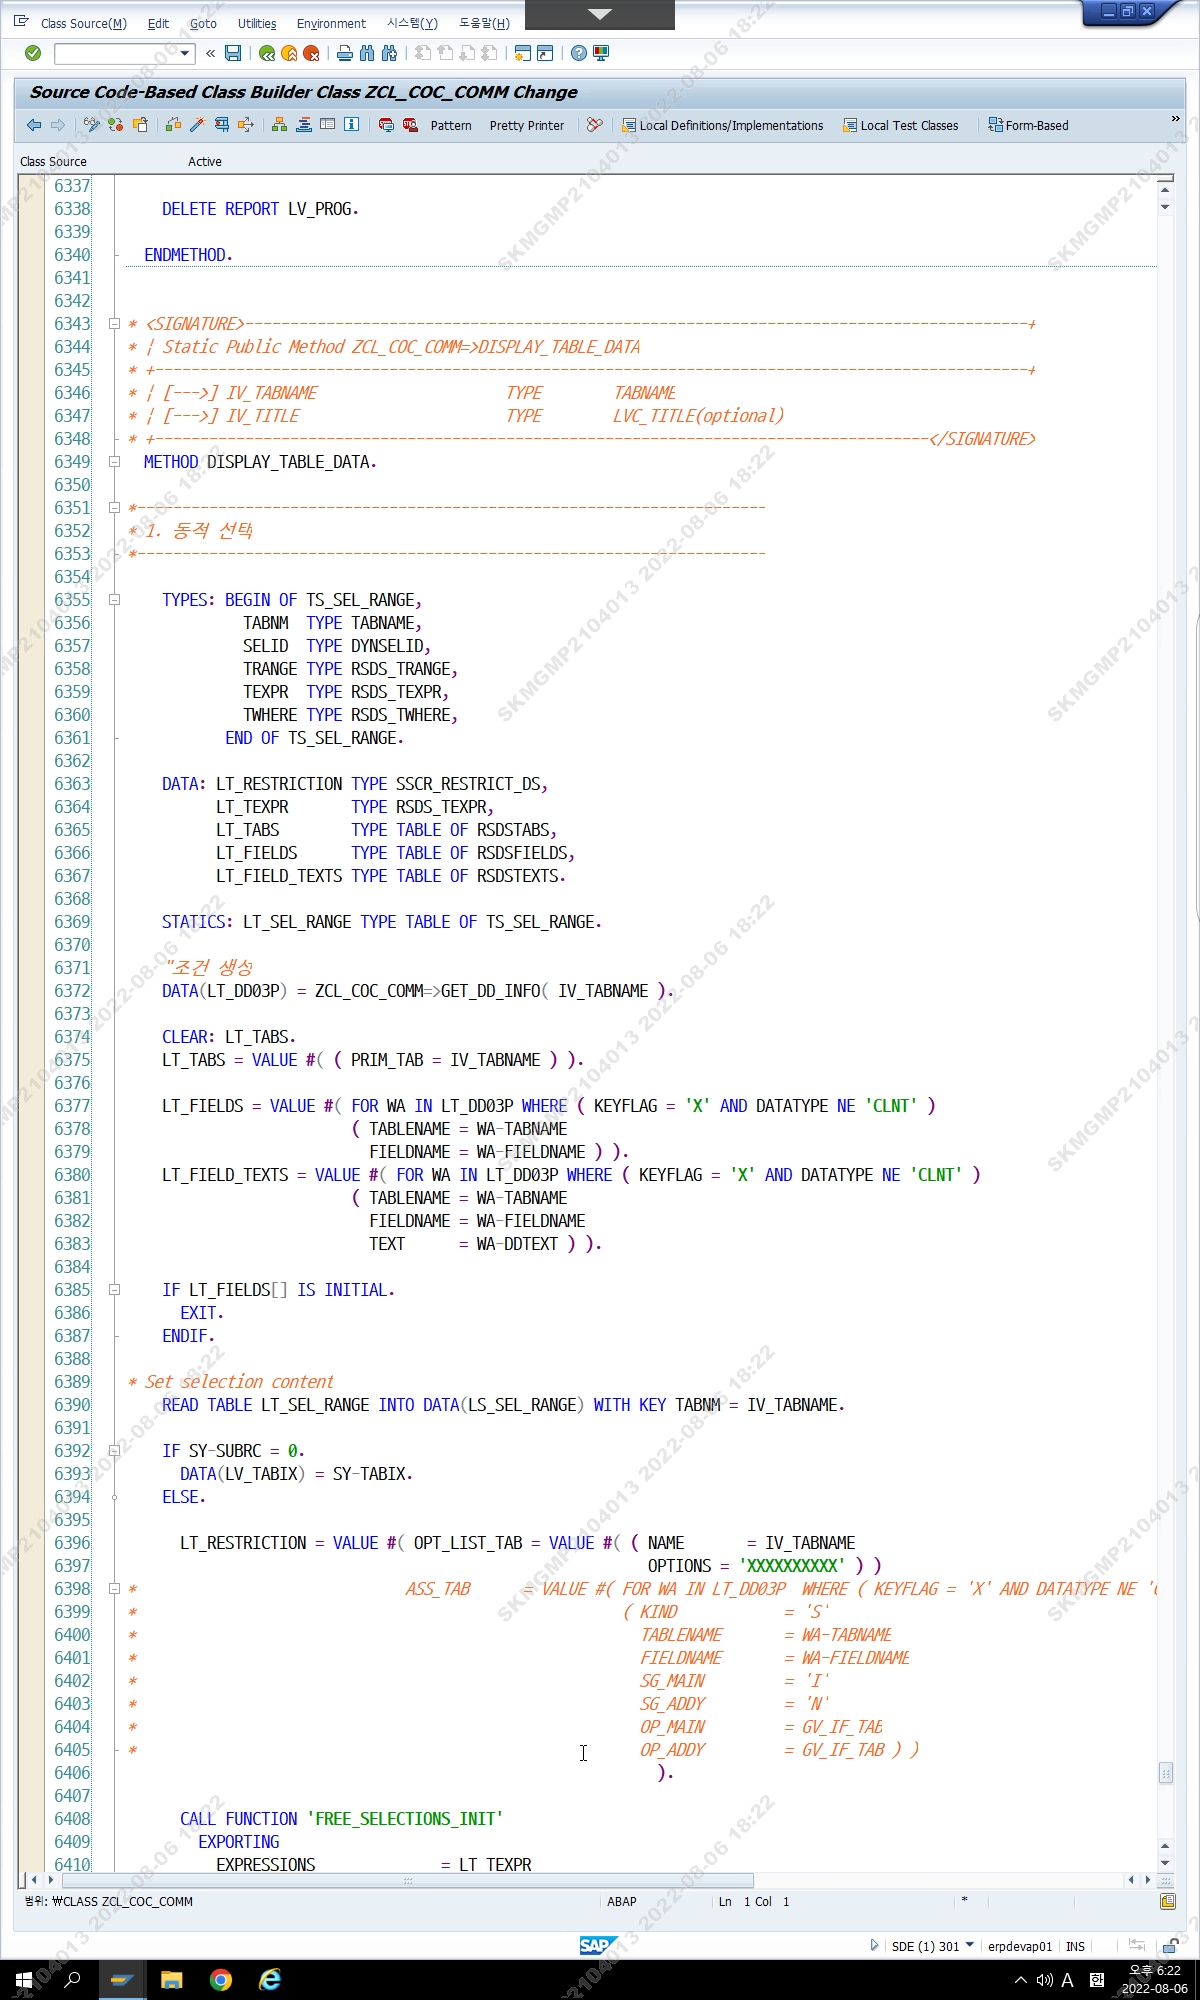 Class Source(M) Edit Goto Utilities Environment 시스템(Y) 도움말(H)
Source Code-Based Class Builder Class ZCL_COC_COMM Change
Pattern Pretty Printer Local Definitions/Implementations Local Test Classes Form-Based »
Class Source Active
6337
6338 DELETE REPORT LV_PROG.
6339
6340 ENDMETHOD.
6341
6342
6343 * <SIGNATURE>---------------------------------------------------------------------------------------+
6344 * | Static Public Method ZCL_COC_COMM=>DISPLAY_TABLE_DATA
6345 * +-------------------------------------------------------------------------------------------------+
6346 * | [--->] IV_TABNAME TYPE TABNAME
6347 * | [--->] IV_TITLE TYPE LVC_TITLE(optional)
6348 * +--------------------------------------------------------------------------------------</SIGNATURE>
6349 METHOD DISPLAY_TABLE_DATA.
6350
6351 *----------------------------------------------------------------------
6352 * 1. 동적 선택
6353 *----------------------------------------------------------------------
6354
6355 TYPES: BEGIN OF TS_SEL_RANGE,
6356 TABNM TYPE TABNAME,
6357 SELID TYPE DYNSELID,
6358 TRANGE TYPE RSDS_TRANGE,
6359 TEXPR TYPE RSDS_TEXPR,
6360 TWHERE TYPE RSDS_TWHERE,
6361 END OF TS_SEL_RANGE.
6362
6363 DATA: LT_RESTRICTION TYPE SSCR_RESTRICT_DS,
6364 LT_TEXPR TYPE RSDS_TEXPR,
6365 LT_TABS TYPE TABLE OF RSDSTABS,
6366 LT_FIELDS TYPE TABLE OF RSDSFIELDS,
6367 LT_FIELD_TEXTS TYPE TABLE OF RSDSTEXTS.
6368
6369 STATICS: LT_SEL_RANGE TYPE TABLE OF TS_SEL_RANGE.
6370
6371 "조건 생성
6372 DATA(LT_DD03P) = ZCL_COC_COMM=>GET_DD_INFO( IV_TABNAME ).
6373
6374 CLEAR: LT_TABS.
6375 LT_TABS = VALUE #( ( PRIM_TAB = IV_TABNAME ) ).
6376
6377 LT_FIELDS = VALUE #( FOR WA IN LT_DD03P WHERE ( KEYFLAG = 'X' AND DATATYPE NE 'CLNT' )
6378 ( TABLENAME = WA-TABNAME
6379 FIELDNAME = WA-FIELDNAME ) ).
6380 LT_FIELD_TEXTS = VALUE #( FOR WA IN LT_DD03P WHERE ( KEYFLAG = 'X' AND DATATYPE NE 'CLNT' )
6381 ( TABLENAME = WA-TABNAME
6382 FIELDNAME = WA-FIELDNAME
6383 TEXT = WA-DDTEXT ) ).
6384
6385 IF LT_FIELDS[] IS INITIAL.
6386 EXIT.
6387 ENDIF.
6388
6389 * Set selection content
6390 READ TABLE LT_SEL_RANGE INTO DATA(LS_SEL_RANGE) WITH KEY TABNM = IV_TABNAME.
6391
6392 IF SY-SUBRC = 0.
6393 DATA(LV_TABIX) = SY-TABIX.
6394 ELSE.
6395
6396 LT_RESTRICTION = VALUE #( OPT_LIST_TAB = VALUE #( ( NAME = IV_TABNAME
6397 OPTIONS = 'XXXXXXXXXX' ) )
6398 * ASS_TAB = VALUE #( FOR WA IN LT_DD03P WHERE ( KEYFLAG = 'X' AND DATATYPE NE
6399 * ( KIND = 'S'
6400 * TABLENAME = WA-TABNAME
6401 * FIELDNAME = WA-FIELDNAME
6402 * SG_MAIN = 'I'
6403 * SG_ADDY = 'N'
6404 * OP_MAIN = GV_IF_TAB
6405 * OP_ADDY = GV_IF_TAB ) )
6406 ).
6407
6408 CALL FUNCTION 'FREE_SELECTIONS_INIT'
6409 EXPORTING
6410 EXPRESSIONS = LT_TEXPR
범위: ₩CLASS ZCL_COC_COMM ABAP Ln 1 Col 1 *
SAP SDE (1) 301 erpdevap01 INS
A 한 오후 6:22
2022-08-06
SKMGMP2104013 2022-08-06 18:22